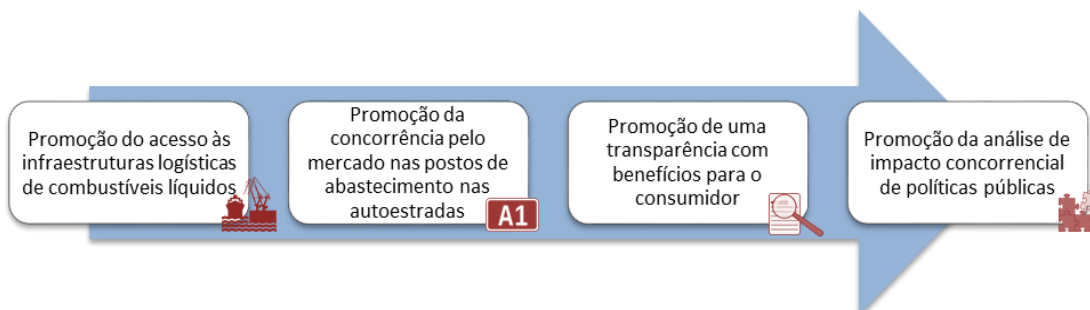 Promoção do acesso às
infraestruturas logísticas
de combustíveis líquidos
Promoção da
concorrência pelo
mercado nas postos de
abastecimento nas
autoestradas
A1
Promoção de uma
transparência com
benefícios para o
consumidor
Promoção da análise de
impacto concorrencial
de políticas públicas